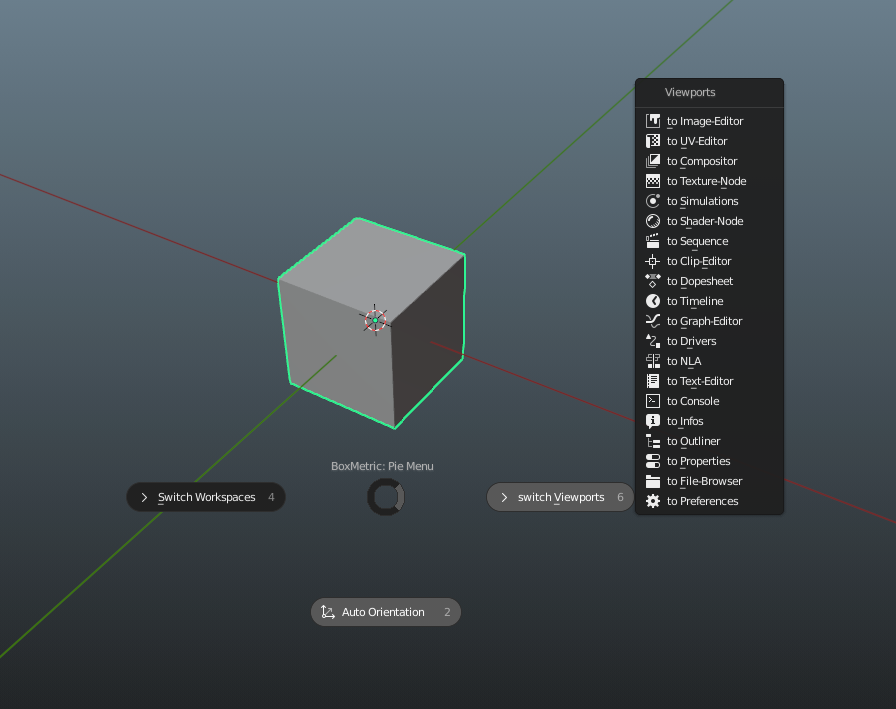 Viewports
to Image-Editor
to UV-Editor
to Compositor
to Texture-Node
to Simulations
to Shader-Node
to Sequence
to Clip-Editor
to Dopesheet
to Timeline
to Graph-Editor
to Drivers
to NLA
to Text-Editor
to Console
to Infos
to Outliner
to Properties
to File-Browser
to Preferences
BoxMetric: Pie Menu
Switch Workspaces 4
switch Viewports 6
Auto Orientation 2